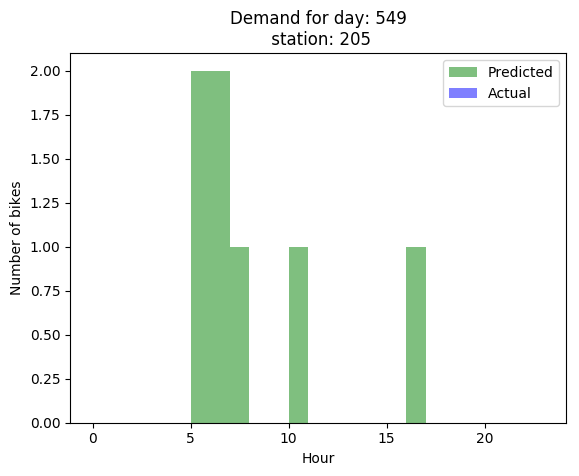 Demand for day: 549
station: 205
Predicted
Actual
Number of bikes
2.00
1.75
1.50
1.25
1.00
0.75
0.50
0.25
0.00
0 5 10 15 20
Hour